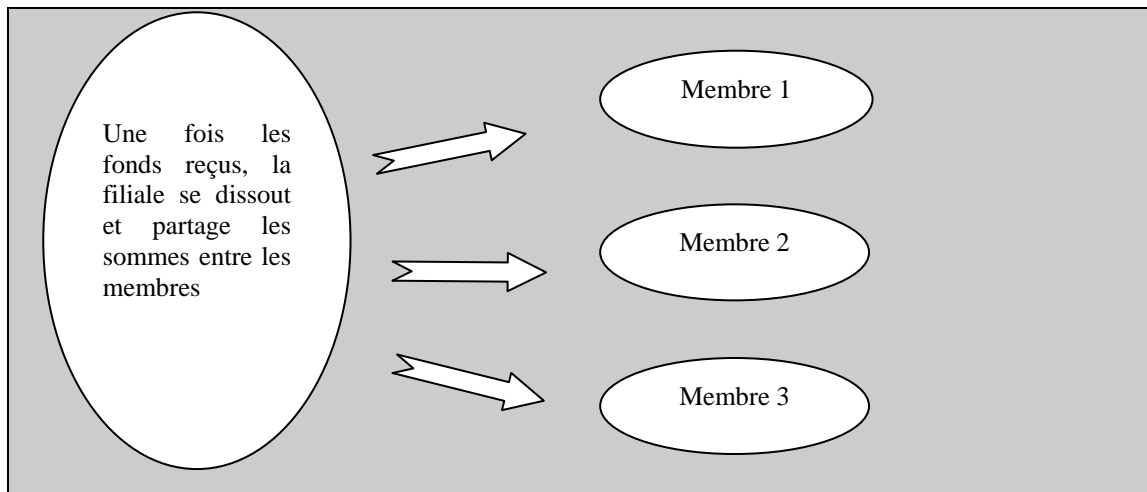 Une fois les
fonds reçus, la
filiale se dissout
et partage les
sommes entre les
membres
Membre 1
Membre 2
Membre 3